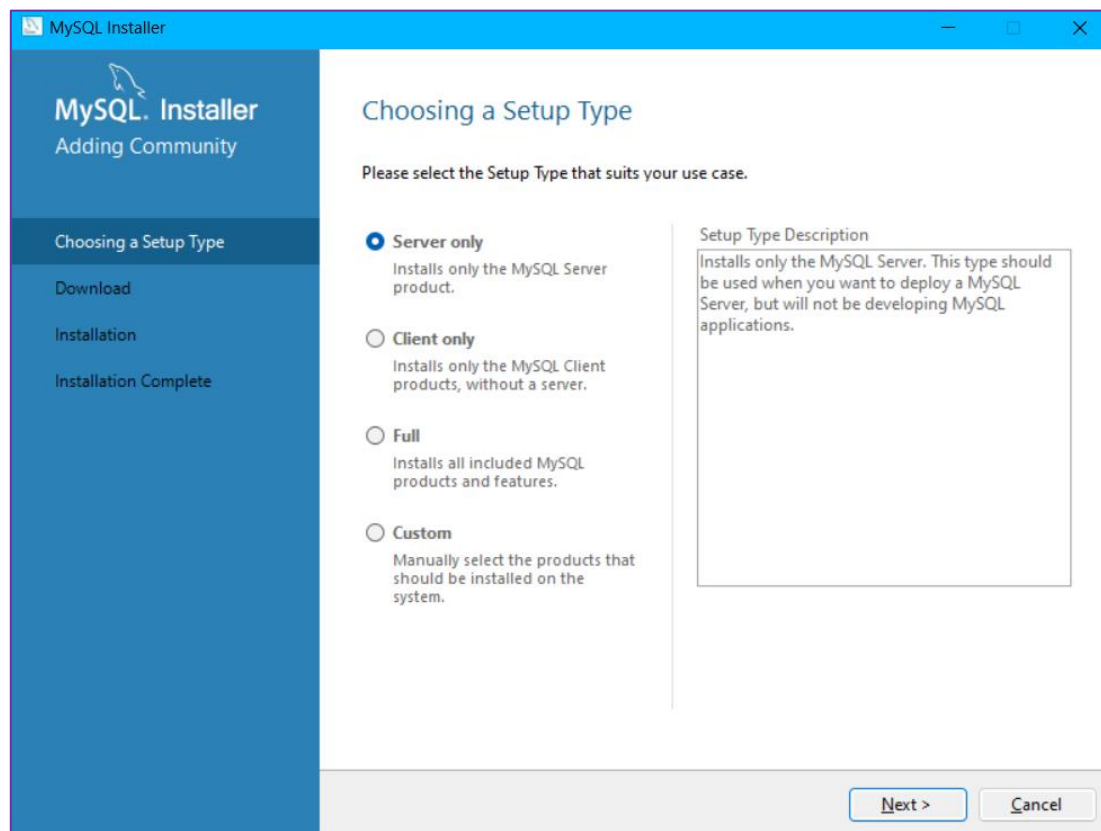 MySQL Installer
MySQL. Installer
Adding Community
Choosing a Setup Type
Download
Installation
Installation Complete
Choosing a Setup Type
Please select the Setup Type that suits your use case.
Server only
Installs only the MySQL Server
product.
Client only
Installs only the MySQL Client
products, without a server.
Full
Installs all included MySQL
products and features.
Custom
Manually select the products that
should be installed on the
system.
Setup Type Description
Installs only the MySQL Server. This type should
be used when you want to deploy a MySQL
Server, but will not be developing MySQL
applications.
Next >
Cancel